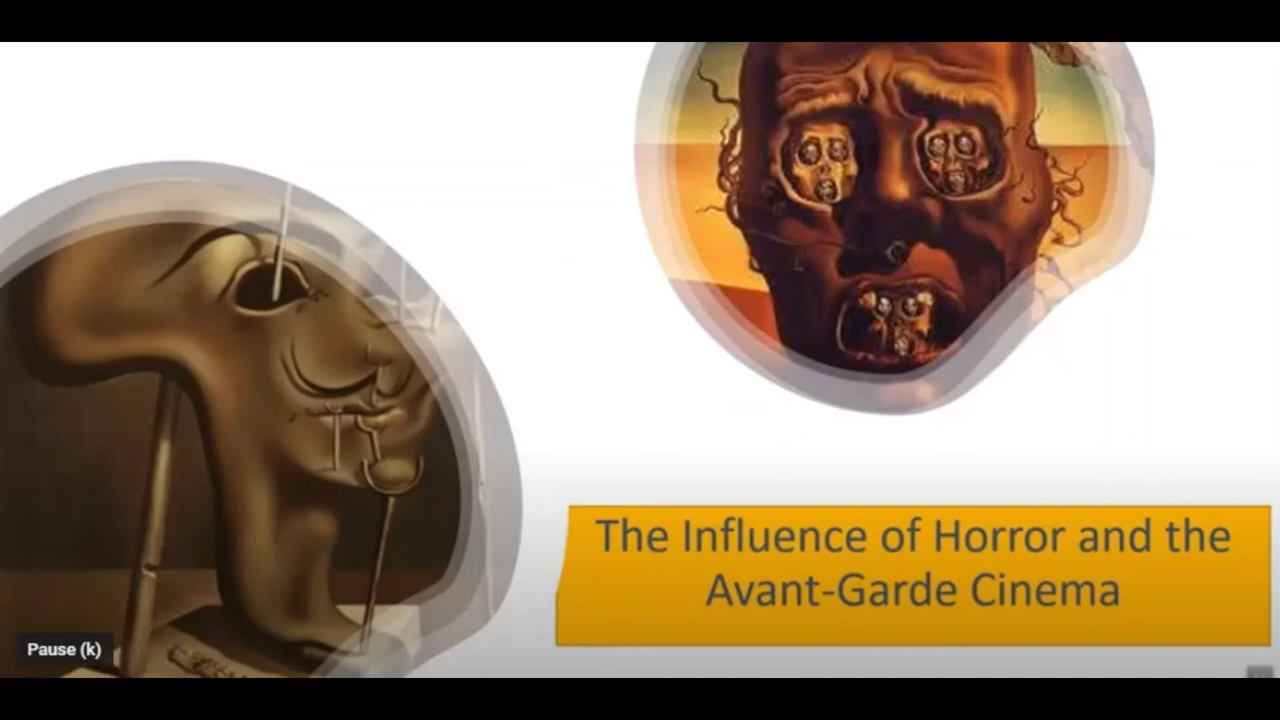 The Influence of Horror and the
Avant-Garde Cinema
Pause (k)